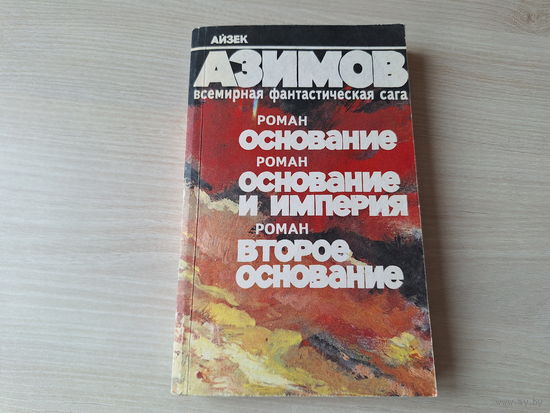 АЙЗЕК
АЗИМОВ
всемирная фантастическая сага
РОМАН
ОСНОВАНИЕ
РОМАН
ОСНОВАНИЕ
И ИМПЕРИЯ
РОМАН
ВТОРОЕ
ОСНОВАНИЕ